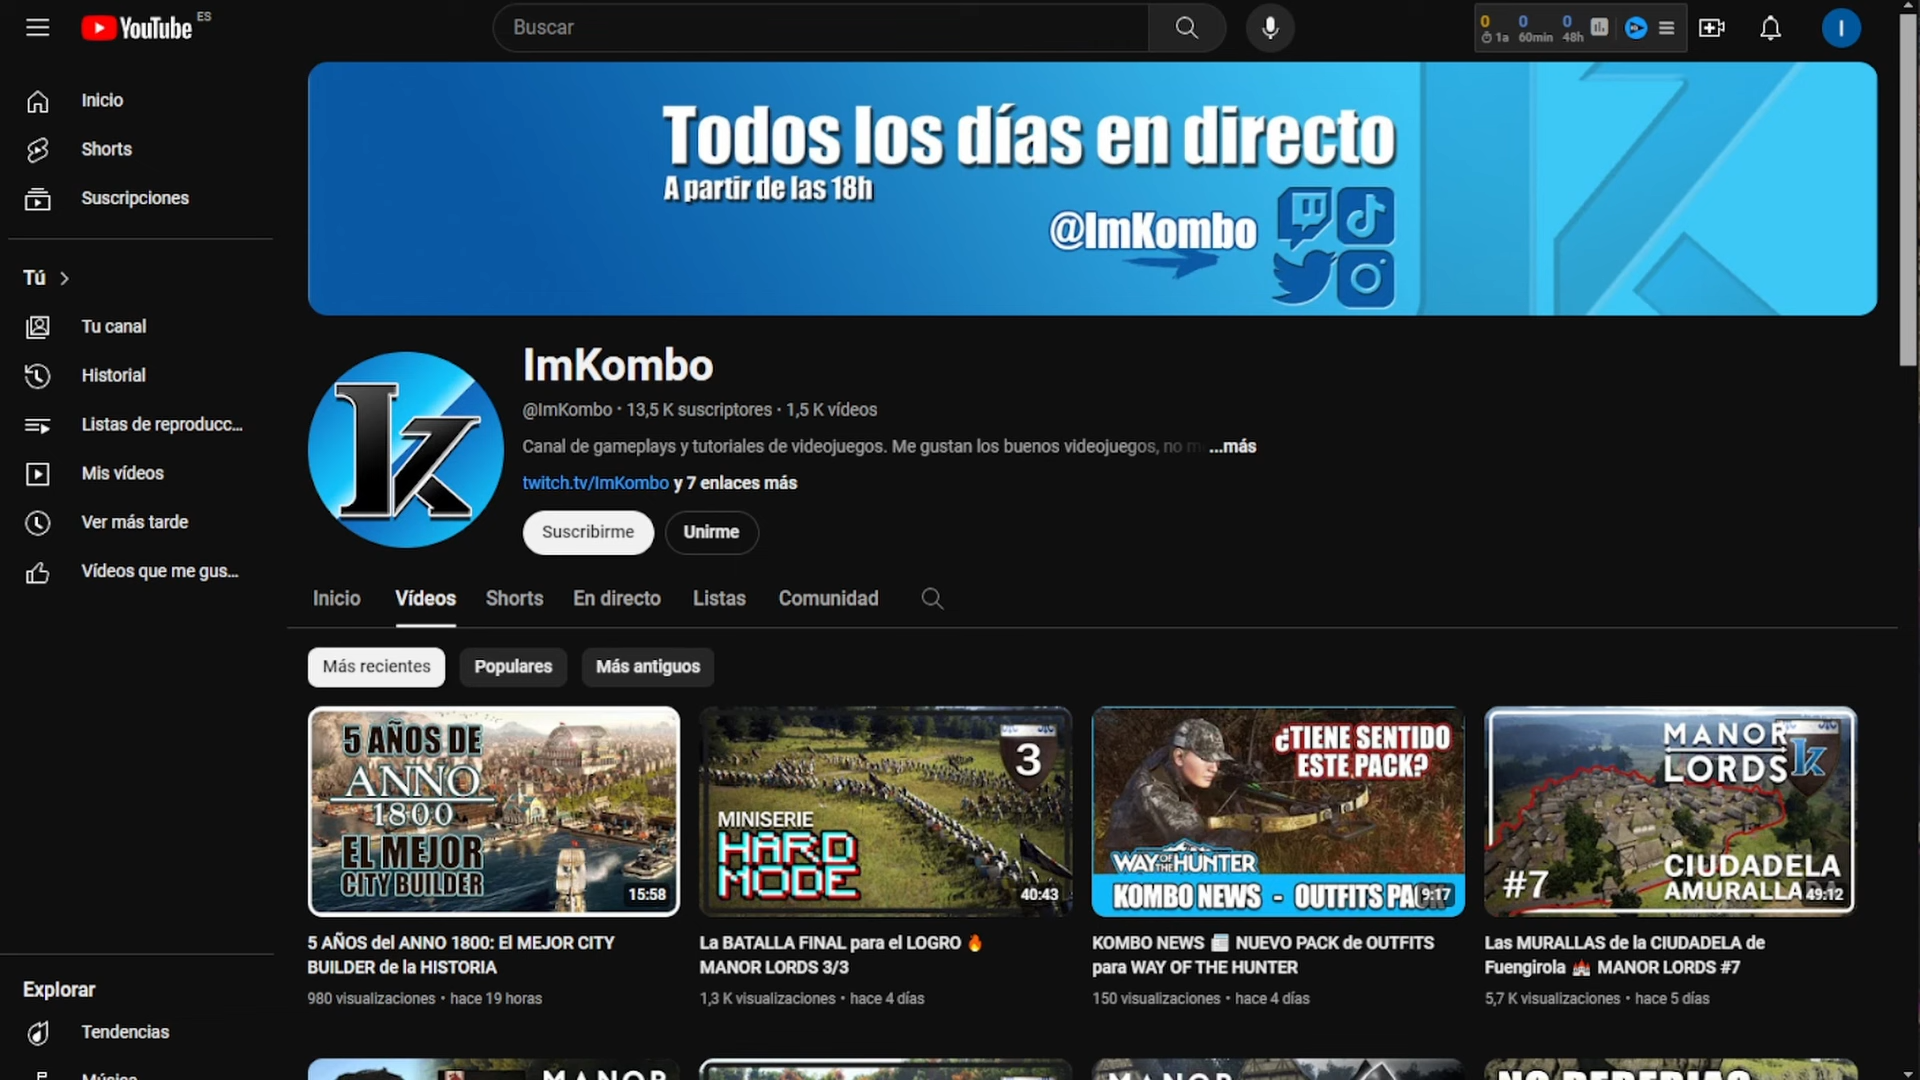 YouTube ES
Buscar
0 0 0
1a 60min 48h
I
Inicio
Shorts
Suscripciones
Tú
Tu canal
Historial
Listas de reproducc...
Mis vídeos
Ver más tarde
Vídeos que me gus...
Explorar
Tendencias
Música
Todos los días en directo
A partir de las 18h
@ImKombo
k
ImKombo
@ImKombo • 13,5 K suscriptores • 1,5 K vídeos
Canal de gameplays y tutoriales de videojuegos. Me gustan los buenos videojuegos, no ...más
twitch.tv/ImKombo y 7 enlaces más
Suscribirme Unirme
Inicio Vídeos Shorts En directo Listas Comunidad
Más recientes Populares Más antiguos
5 AÑOS DE
ANNO
1800
EL MEJOR
CITY BUILDER
15:58
5 AÑOS del ANNO 1800: El MEJOR CITY
BUILDER de la HISTORIA
980 visualizaciones • hace 19 horas
3
MINISERIE
HARD
MODE
40:43
La BATALLA FINAL para el LOGRO 🔥
MANOR LORDS 3/3
1,3 K visualizaciones • hace 4 días
¿TIENE SENTIDO
ESTE PACK?
WAY OF THE HUNTER
KOMBO NEWS - OUTFITS PA
9:17
KOMBO NEWS 📰 NUEVO PACK de OUTFITS
para WAY OF THE HUNTER
150 visualizaciones • hace 4 días
MANOR
LORDS
k
#7
CIUDADELA
AMURALLADA
49:12
Las MURALLAS de la CIUDADELA de
Fuengirola 🏰 MANOR LORDS #7
5,7 K visualizaciones • hace 5 días
MANOR
MANOR
NO DEBERIAS